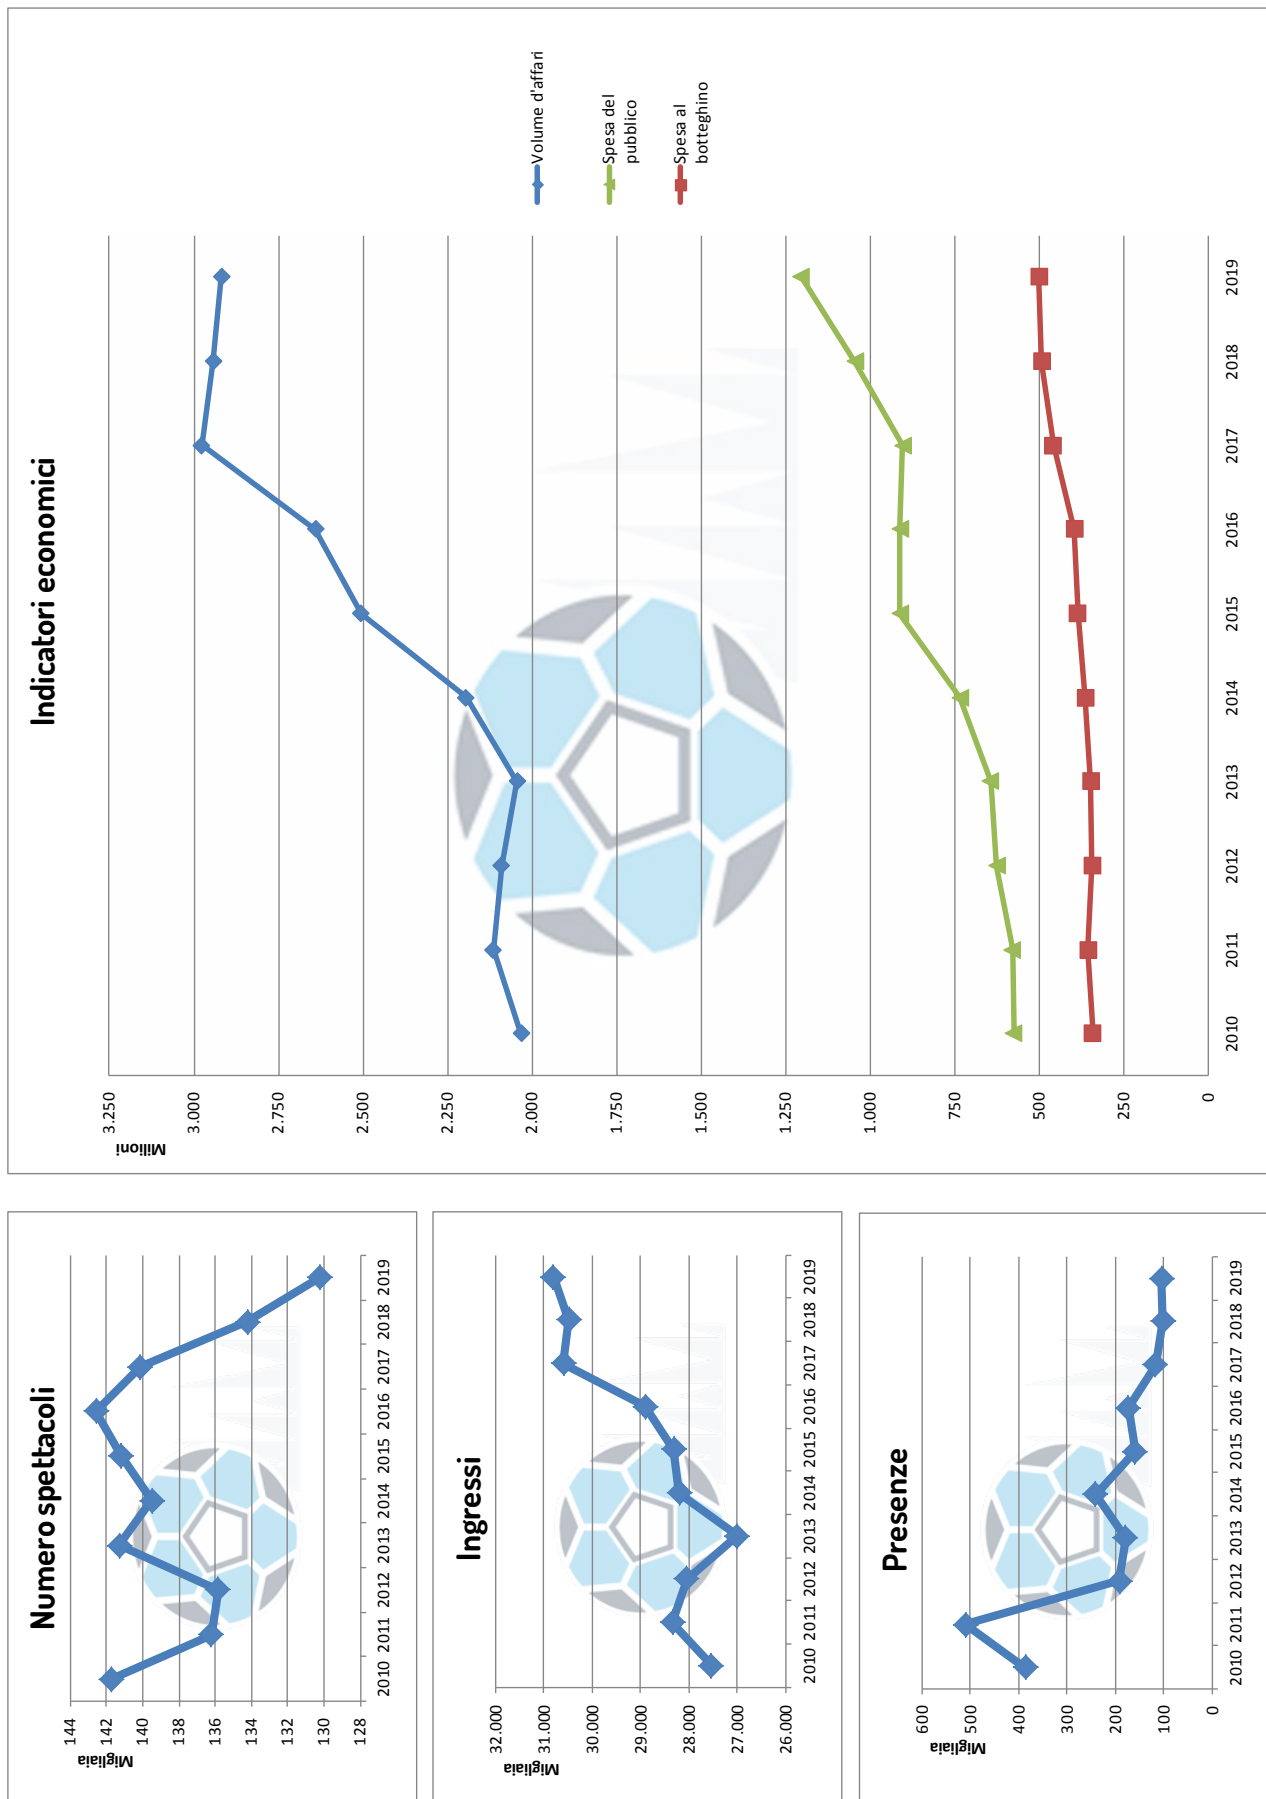 Numero spettacoli
Migliaia
144
142
140
138
136
134
132
130
128
2010 2011 2012 2013 2014 2015 2016 2017 2018 2019
Ingressi
Migliaia
32.000
31.000
30.000
29.000
28.000
27.000
26.000
2010 2011 2012 2013 2014 2015 2016 2017 2018 2019
Presenze
Migliaia
600
500
400
300
200
100
0
2010 2011 2012 2013 2014 2015 2016 2017 2018 2019
Indicatori economici
Milioni
3.250
3.000
2.750
2.500
2.250
2.000
1.750
1.500
1.250
1.000
750
500
250
0
2010 2011 2012 2013 2014 2015 2016 2017 2018 2019
Volume d'affari
Spesa del
pubblico
Spesa al
botteghino